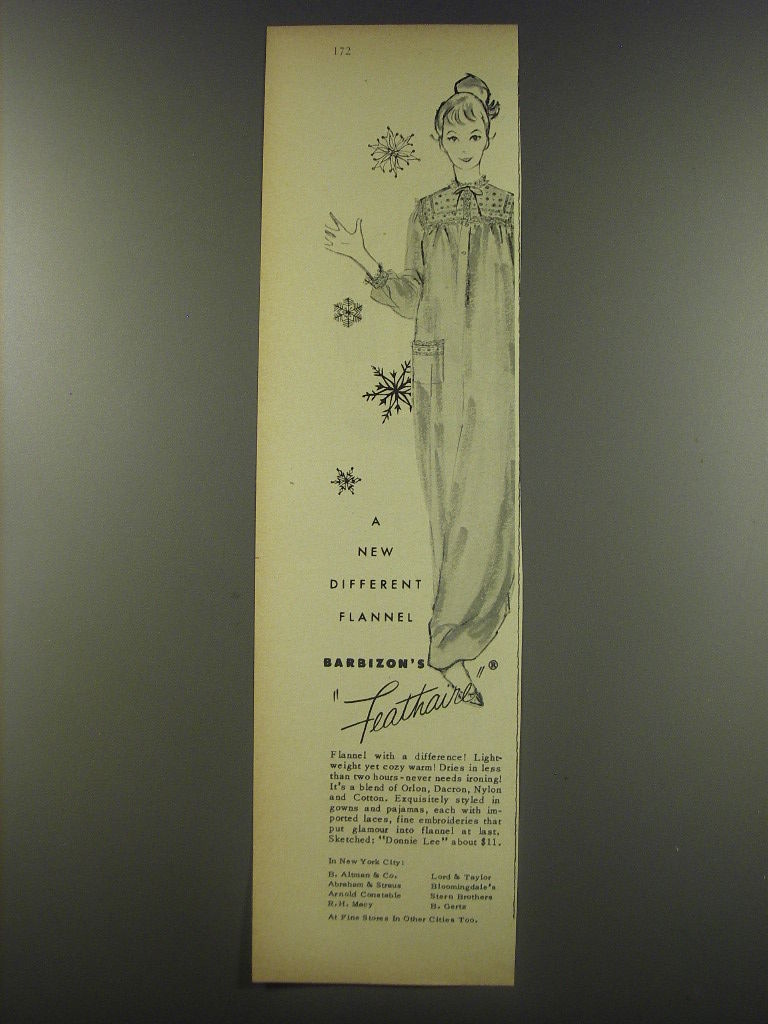 172
A
NEW
DIFFERENT
FLANNEL
BARBIZON'S
"Feathaire"®
Flannel with a difference! Light-
weight yet cozy warm! Dries in less
than two hours-never needs ironing!
It's a blend of Orlon, Dacron, Nylon
and Cotton. Exquisitely styled in
gowns and pajamas, each with im-
ported laces, fine embroideries that
put glamour into flannel at last.
Sketched: "Donnie Lee" about $11.
In New York City:
B. Altman & Co.
Abraham & Straus
Arnold Constable
R. H. Macy
Lord & Taylor
Bloomingdale's
Stern Brothers
B. Gertz
At Fine Stores In Other Cities Too.